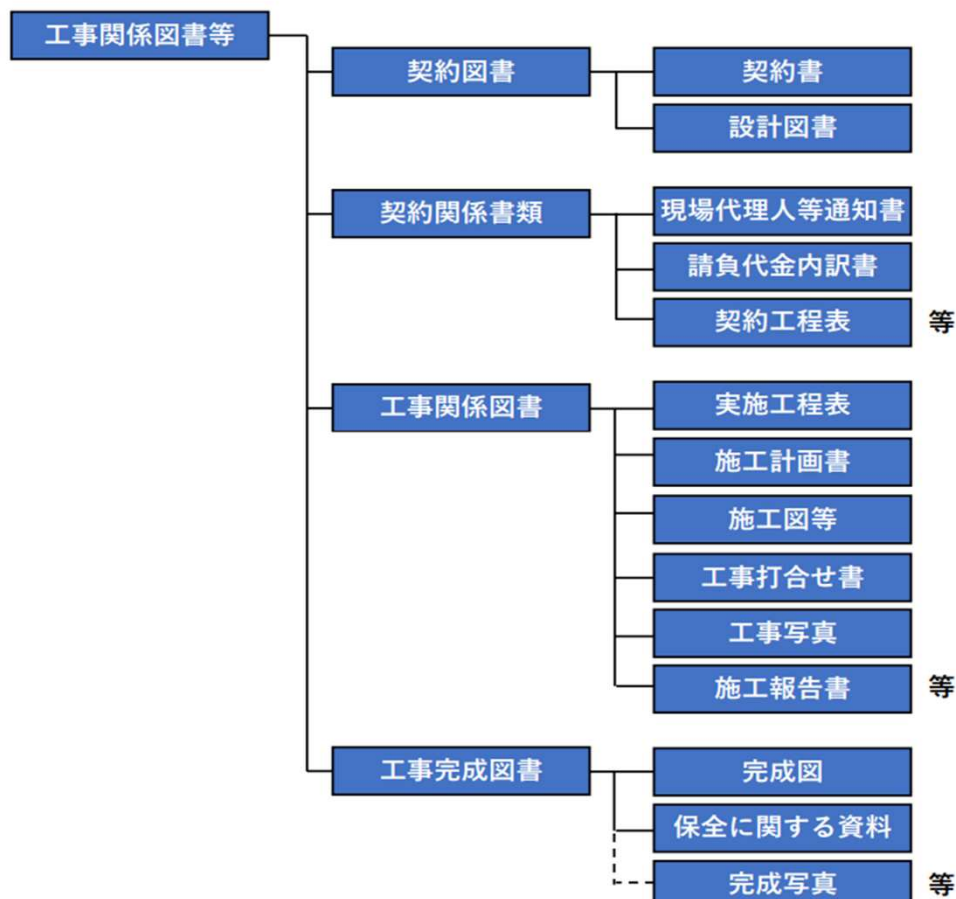 工事関係図書等
契約図書
契約書
設計図書
契約関係書類
現場代理人等通知書
請負代金内訳書
契約工程表 等
工事関係図書
実施工程表
施工計画書
施工図等
工事打合せ書
工事写真
施工報告書 等
工事完成図書
完成図
保全に関する資料
完成写真 等